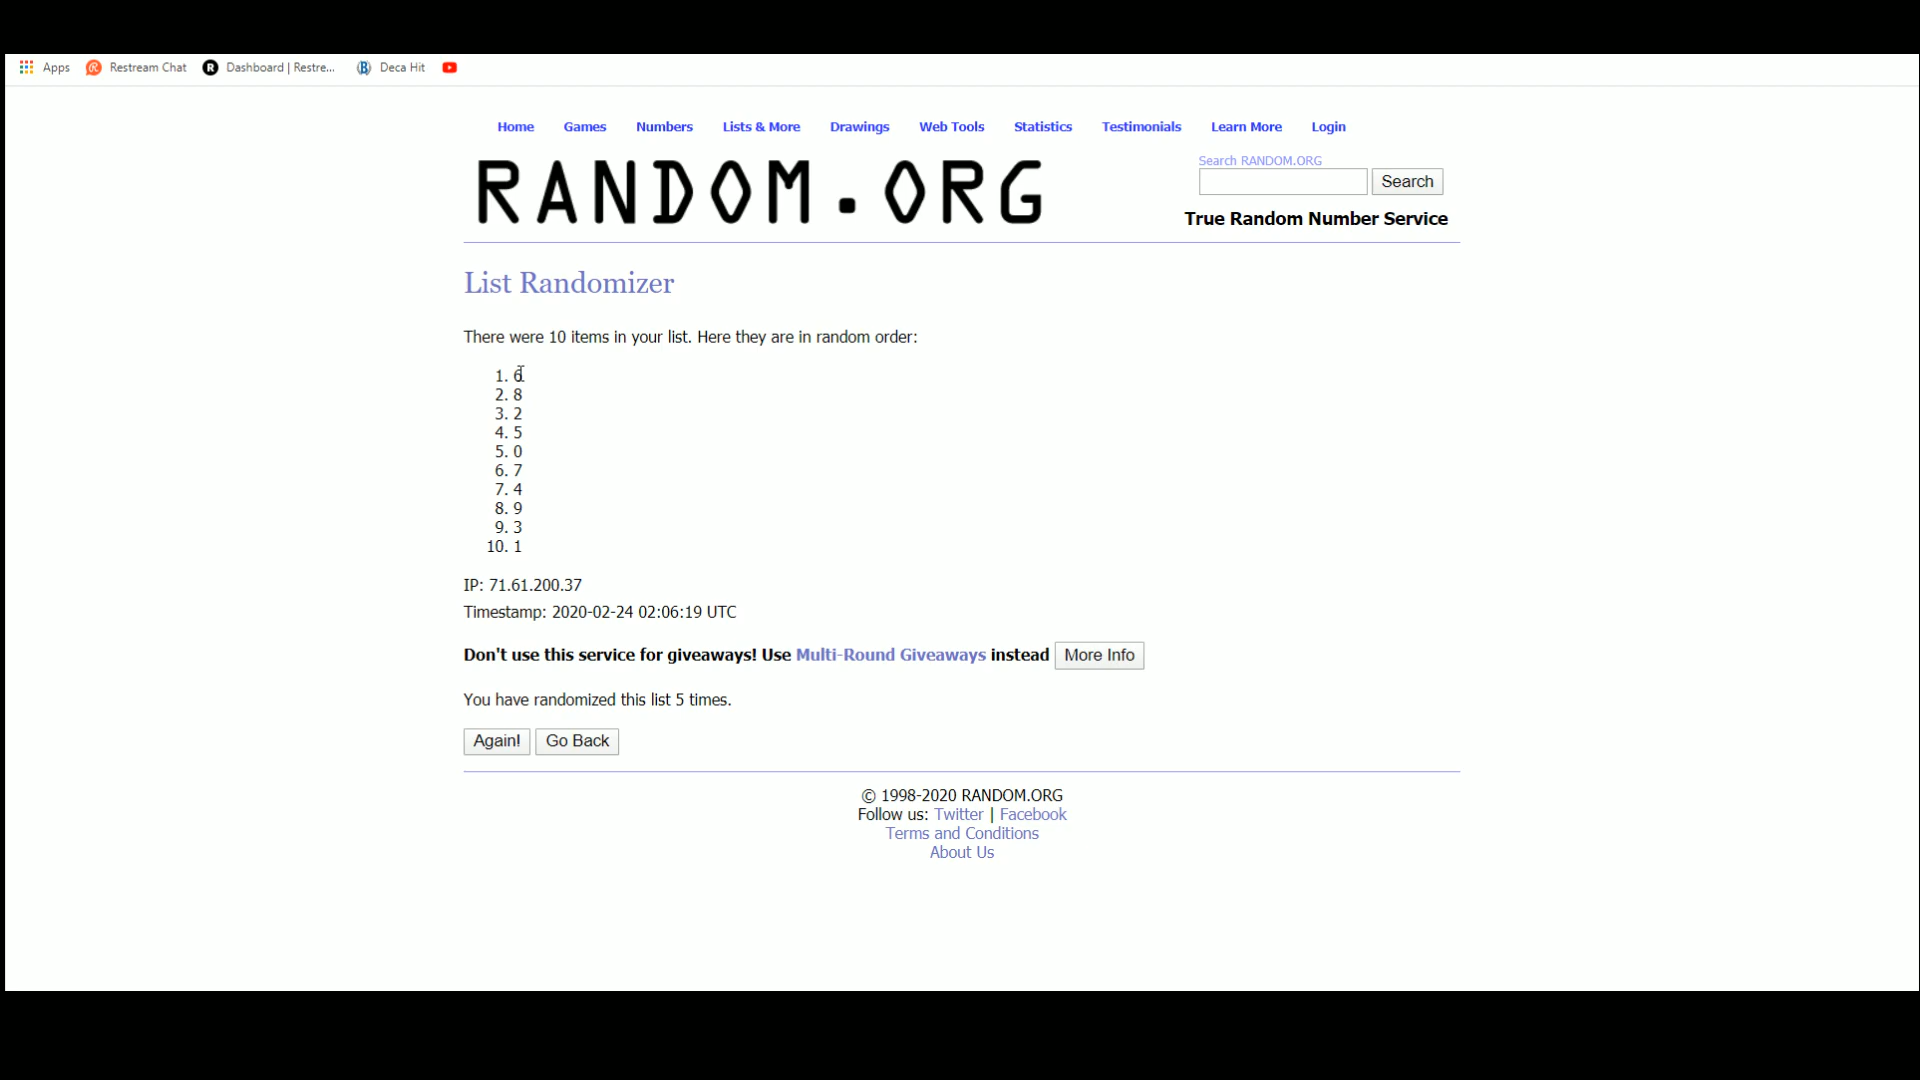 Apps Restream Chat Dashboard | Restre... Deca Hit
Home Games Numbers Lists & More Drawings Web Tools Statistics Testimonials Learn More Login
RANDOM.ORG
Search RANDOM.ORG
Search
True Random Number Service
List Randomizer
There were 10 items in your list. Here they are in random order:
1. 6
2. 8
3. 2
4. 5
5. 0
6. 7
7. 4
8. 9
9. 3
10. 1
IP: 71.61.200.37
Timestamp: 2020-02-24 02:06:19 UTC
Don't use this service for giveaways! Use Multi-Round Giveaways instead More Info
You have randomized this list 5 times.
Again! Go Back
© 1998-2020 RANDOM.ORG
Follow us: Twitter | Facebook
Terms and Conditions
About Us